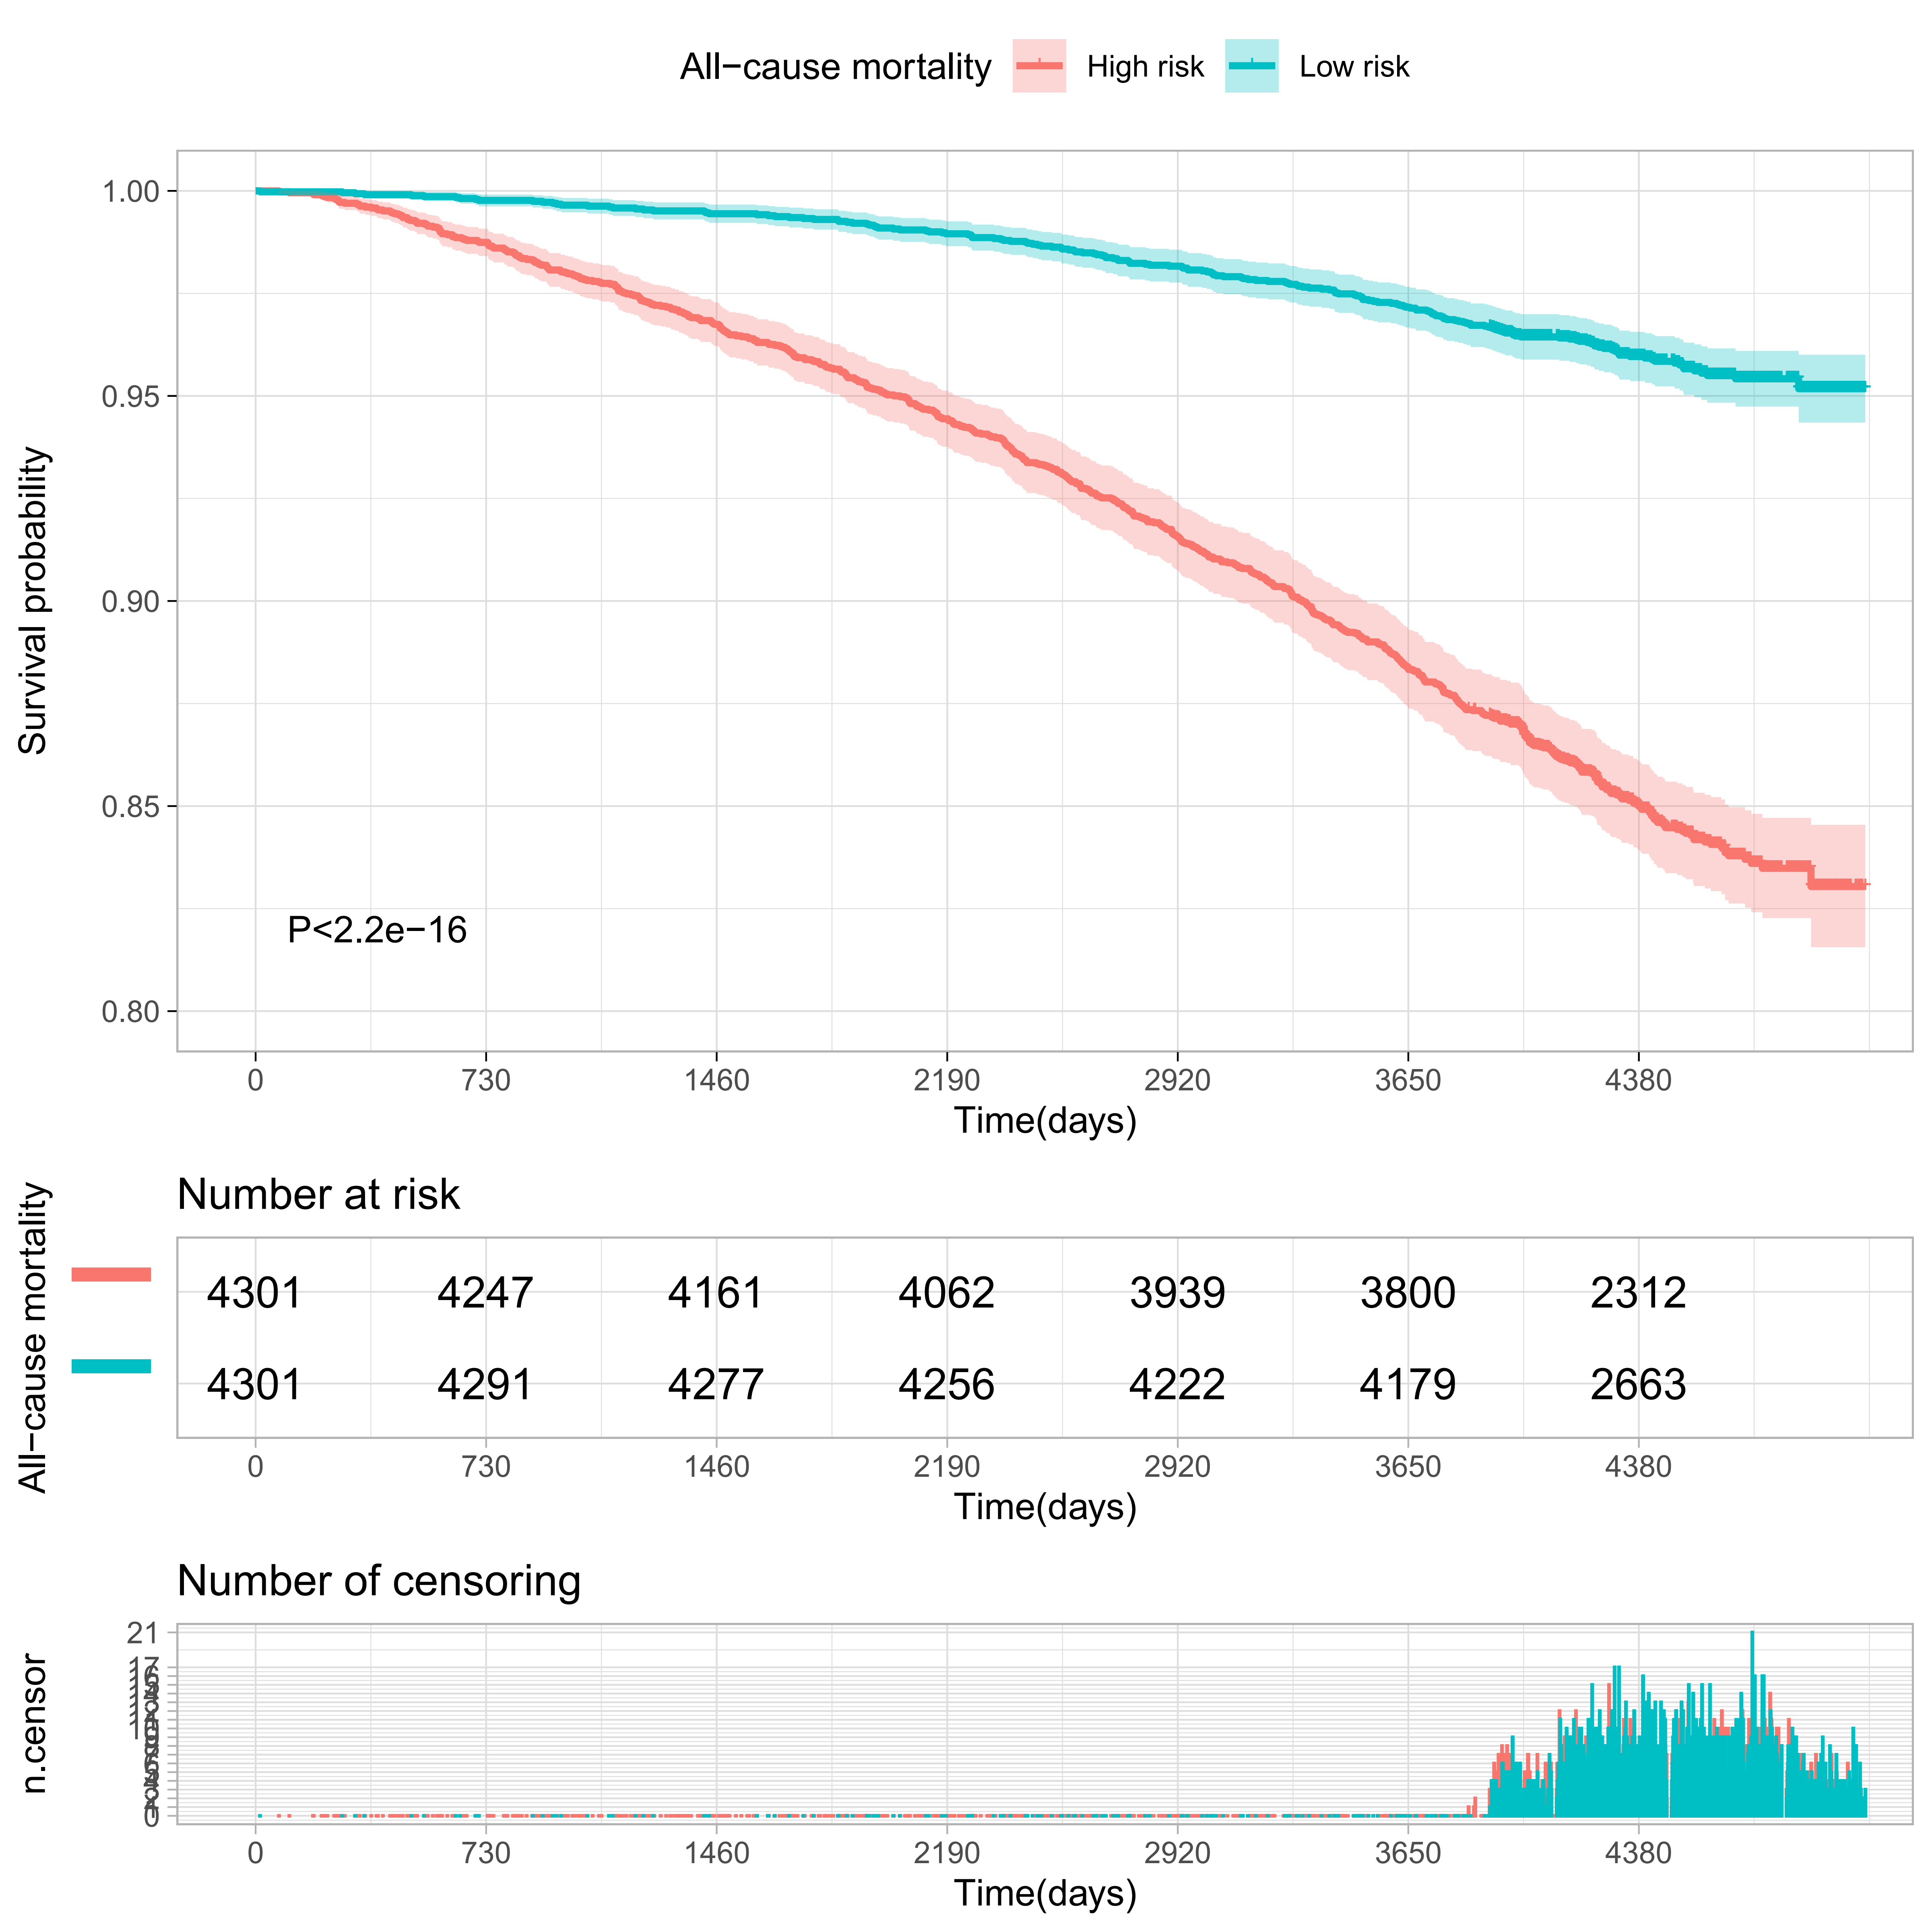 All−cause mortality High risk Low risk
1.00
0.95
0.90
0.85
0.80
Survival probability
P<2.2e−16
0 730 1460 2190 2920 3650 4380
Time(days)
Number at risk
All−cause mortality
4301 4247 4161 4062 3939 3800 2312
4301 4291 4277 4256 4222 4179 2663
0 730 1460 2190 2920 3650 4380
Time(days)
Number of censoring
n.censor
21
17
0
0 730 1460 2190 2920 3650 4380
Time(days)